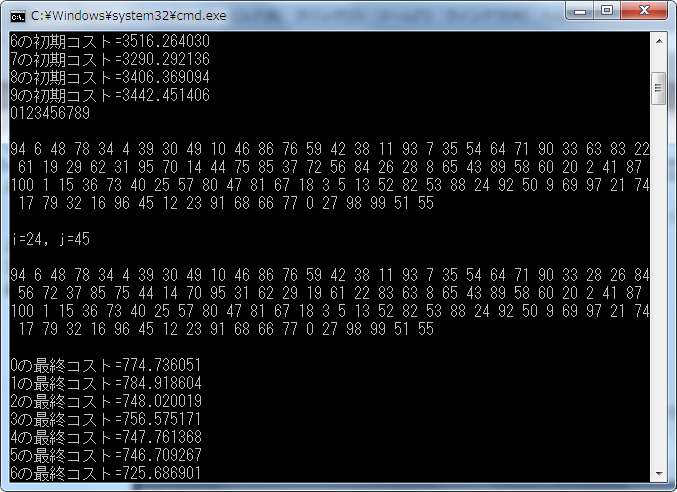 C:¥Windows¥system32¥cmd.exe
6の初期コスト=3516.264030
7の初期コスト=3290.292136
8の初期コスト=3406.369094
9の初期コスト=3442.451406
0123456789
94 6 48 78 34 4 39 30 49 10 46 86 76 59 42 38 11 93 7 35 54 64 71 90 33 63 83 22
61 19 29 62 31 95 70 14 44 75 85 37 72 56 84 26 28 8 65 43 89 58 60 20 2 41 87
100 1 15 36 73 40 25 57 80 47 81 67 18 3 5 13 52 82 53 88 24 92 50 9 69 97 21 74
17 79 32 16 96 45 12 23 91 68 66 77 0 27 98 99 51 55
i=24, j=45
94 6 48 78 34 4 39 30 49 10 46 86 76 59 42 38 11 93 7 35 54 64 71 90 33 28 26 84
56 72 37 85 75 44 14 70 95 31 62 29 19 61 22 83 63 8 65 43 89 58 60 20 2 41 87
100 1 15 36 73 40 25 57 80 47 81 67 18 3 5 13 52 82 53 88 24 92 50 9 69 97 21 74
17 79 32 16 96 45 12 23 91 68 66 77 0 27 98 99 51 55
0の最終コスト=774.736051
1の最終コスト=784.918604
2の最終コスト=748.020019
3の最終コスト=756.575171
4の最終コスト=747.761368
5の最終コスト=746.709267
6の最終コスト=725.686901